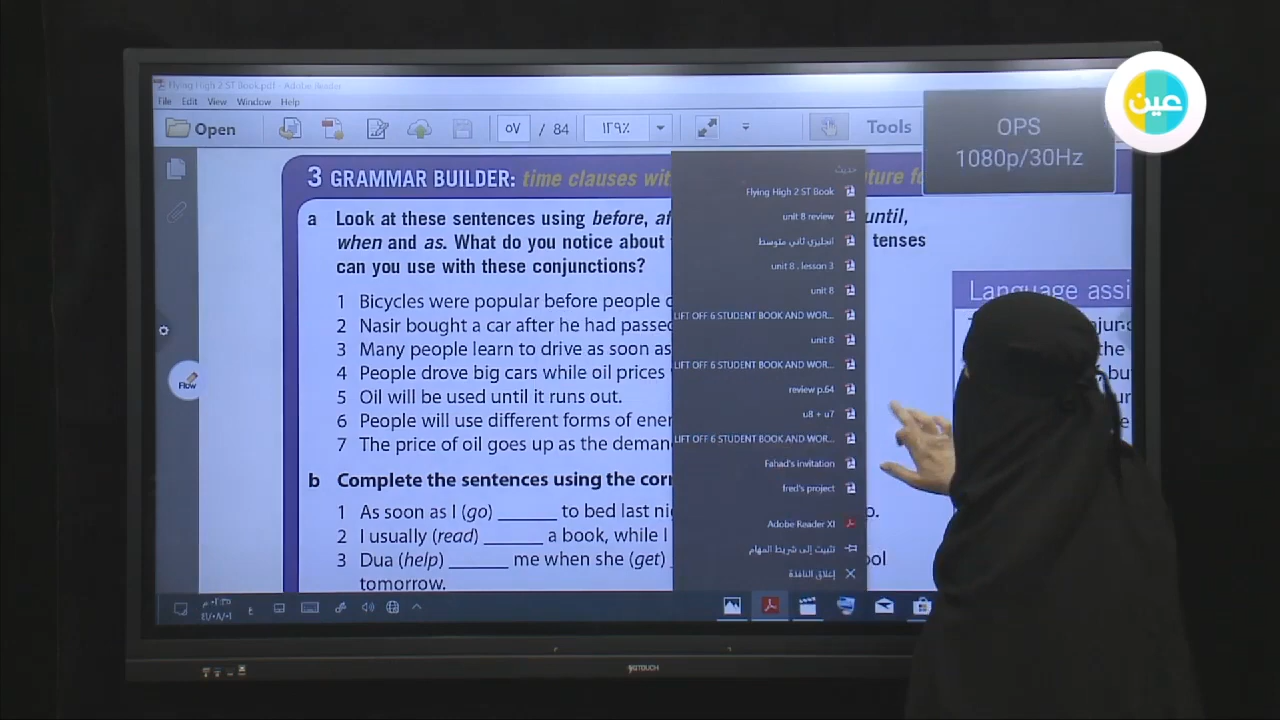 Flying High 2 ST Book.pdf - Adobe Reader
File Edit View Window Help
Open
٥٧ / 84
١٢٩٪
Tools
OPS
1080p/30Hz
عين
3 GRAMMAR BUILDER: time clauses wit
a Look at these sentences using before, af
until,
when and as. What do you notice about
tenses
can you use with these conjunctions?
1 Bicycles were popular before people
2 Nasir bought a car after he had passed
3 Many people learn to drive as soon as
4 People drove big cars while oil prices
5 Oil will be used until it runs out.
6 People will use different forms of ener
7 The price of oil goes up as the deman
b Complete the sentences using the corr
1 As soon as I (go) ______ to bed last ni
2 I usually (read) ______ a book, while I
3 Dua (help) ______ me when she (get)
tomorrow.
حديث
Flying High 2 ST Book
unit 8 review
انجليزي ثاني متوسط
unit 8 . lesson 3
unit 8
LIFT OFF 6 STUDENT BOOK AND WOR...
unit 8
LIFT OFF 6 STUDENT BOOK AND WOR...
review p.64
u8 + u7
LIFT OFF 6 STUDENT BOOK AND WOR...
Fahad's invitation
fred's project
Adobe Reader XI
تثبيت إلى شريط المهام
إغلاق النافذة
Language assi
the
Flow
ع